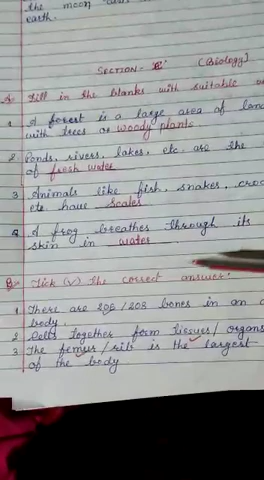 the moon
earth.
SECTION - 'E' (Biology)
A. Fill in the blanks with suitable
1 A forest is a large area of land
with trees or woody plants
2 Ponds, rivers, lakes, etc. are the
of fresh water
3 Animals like fish, snakes, croc
etc. have Scales
4. A frog breathes through its
skin in water
B. Tick (√) the correct answer:
1 There are 206/208 bones in an a
body.
2 Cells together form tissues/ organs
3 The femur/rib is the largest
of the body